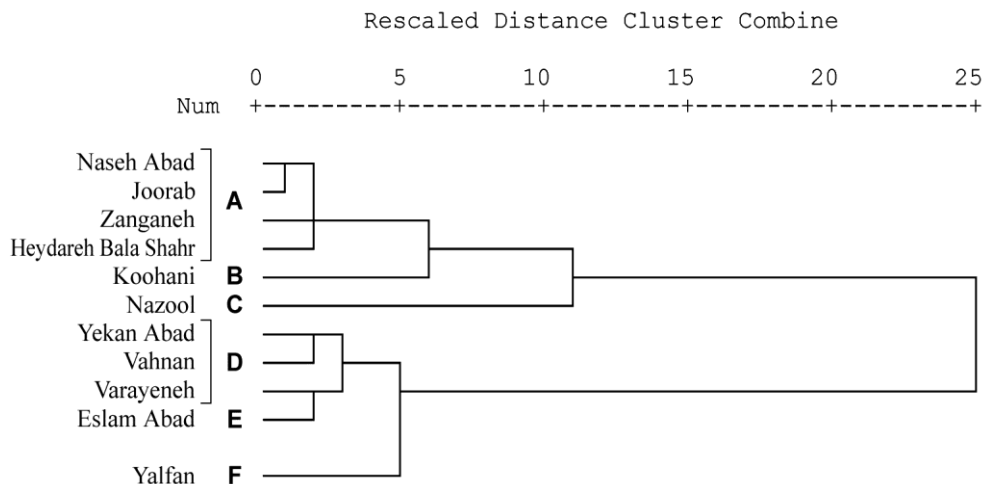 Rescaled Distance Cluster Combine
0 5 10 15 20 25
Num +---------+---------+---------+---------+---------+
Naseh Abad
Joorab
A
Zanganeh
Heydareh Bala Shahr
Koohani B
Nazool C
Yekan Abad
Vahnan D
Varayeneh
Eslam Abad E
Yalfan F